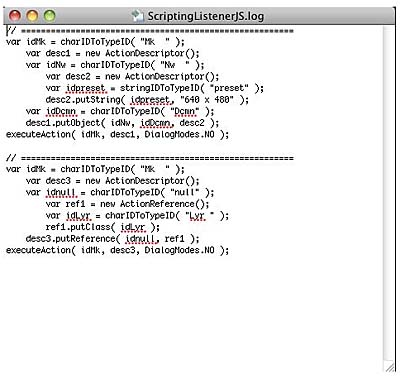 ScriptingListenerJS.log
// =======================================================
var idMk = charIDToTypeID( "Mk  " );
    var desc1 = new ActionDescriptor();
    var idNw = charIDToTypeID( "Nw  " );
        var desc2 = new ActionDescriptor();
        var idpreset = stringIDToTypeID( "preset" );
        desc2.putString( idpreset, "640 x 480" );
    var idDcmn = charIDToTypeID( "Dcmn" );
    desc1.putObject( idNw, idDcmn, desc2 );
executeAction( idMk, desc1, DialogModes.NO );

// =======================================================
var idMk = charIDToTypeID( "Mk  " );
    var desc3 = new ActionDescriptor();
    var idnull = charIDToTypeID( "null" );
        var ref1 = new ActionReference();
        var idLyr = charIDToTypeID( "Lyr " );
        ref1.putClass( idLyr );
    desc3.putReference( idnull, ref1 );
executeAction( idMk, desc3, DialogModes.NO );